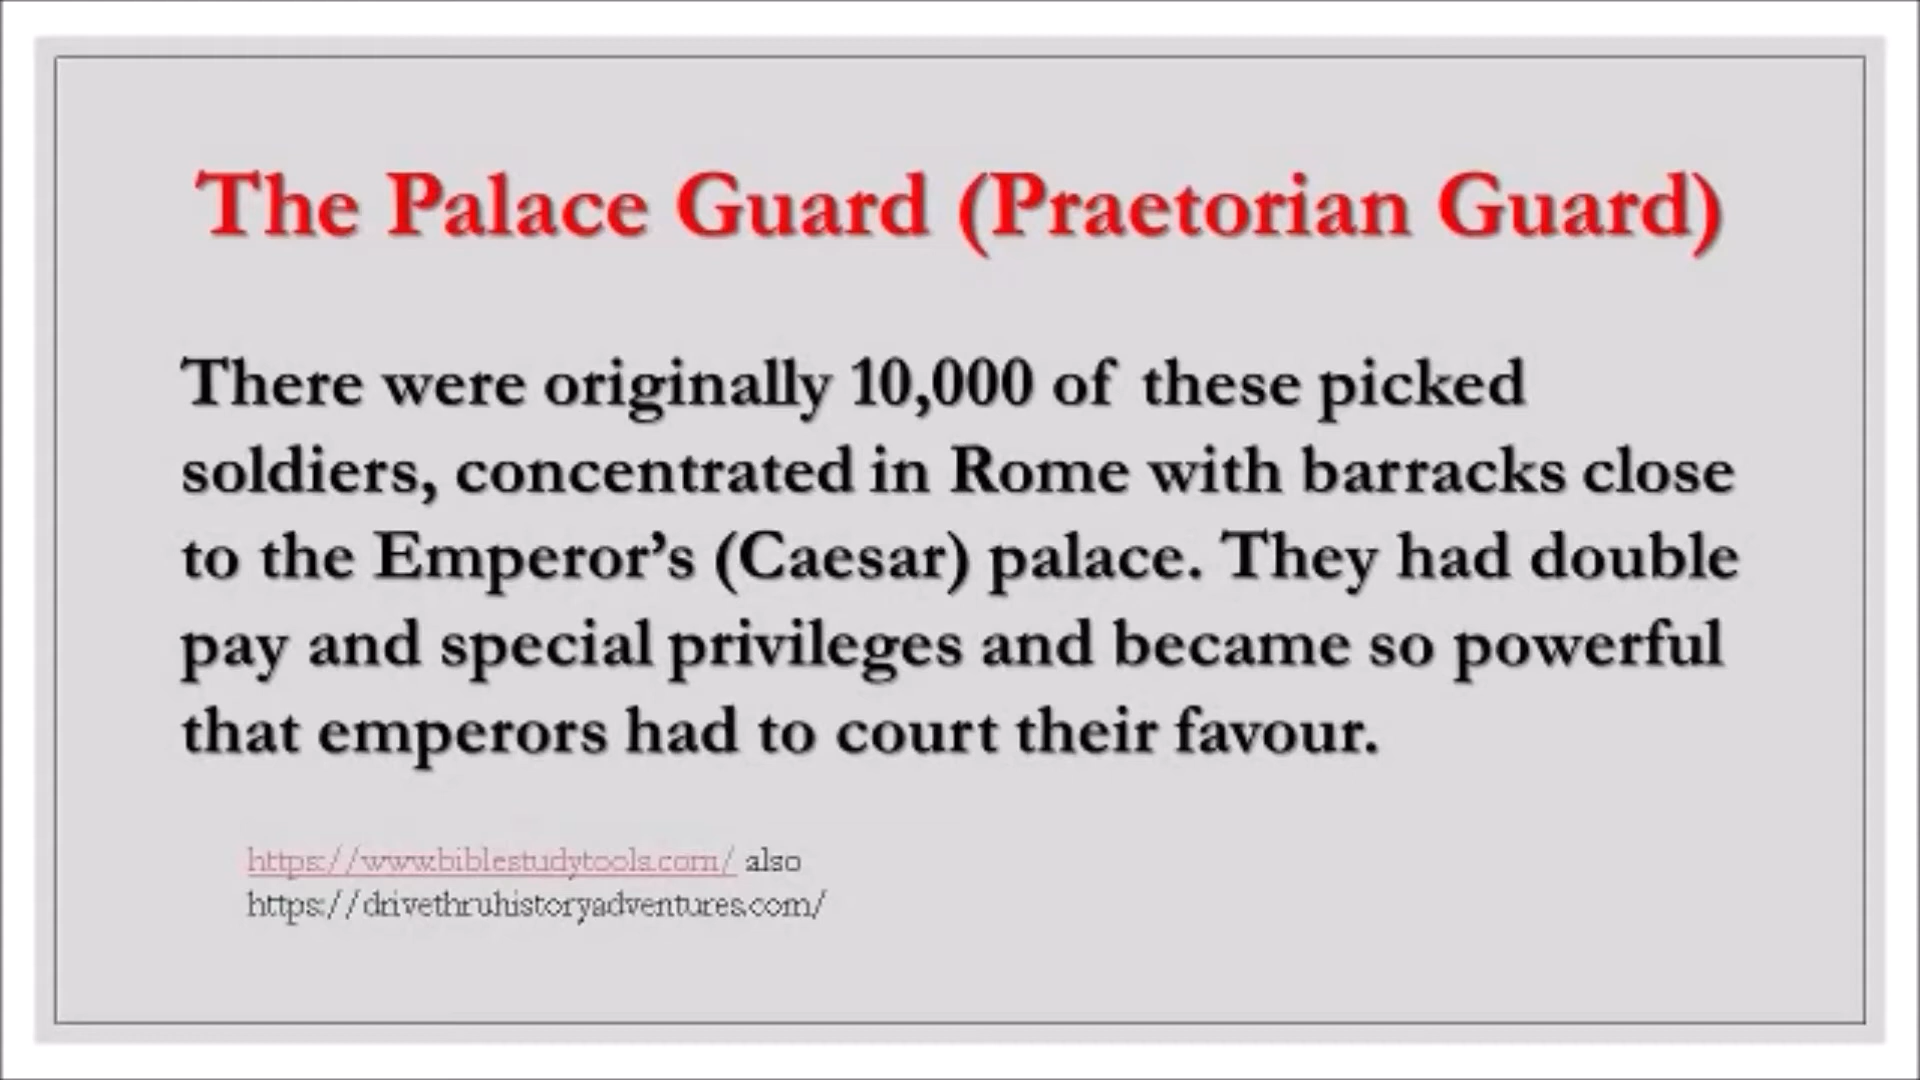 The Palace Guard (Praetorian Guard)
There were originally 10,000 of these picked
soldiers, concentrated in Rome with barracks close
to the Emperor’s (Caesar) palace. They had double
pay and special privileges and became so powerful
that emperors had to court their favour.
https://www.biblestudytools.com/ also
https://drivethruhistoryadventures.com/